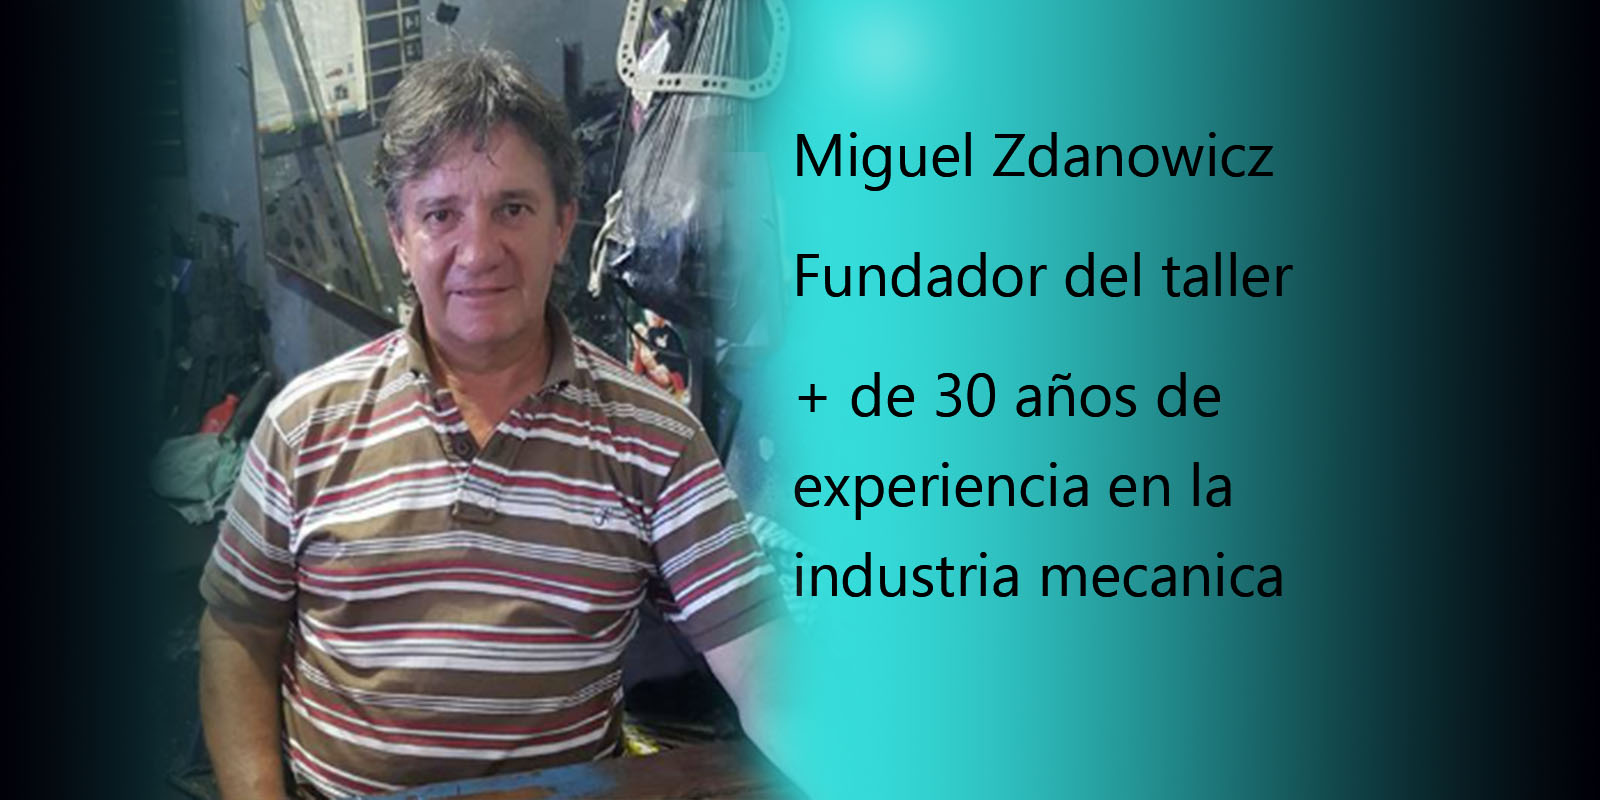 Miguel Zdanowicz
Fundador del taller
+ de 30 años de
experiencia en la
industria mecanica